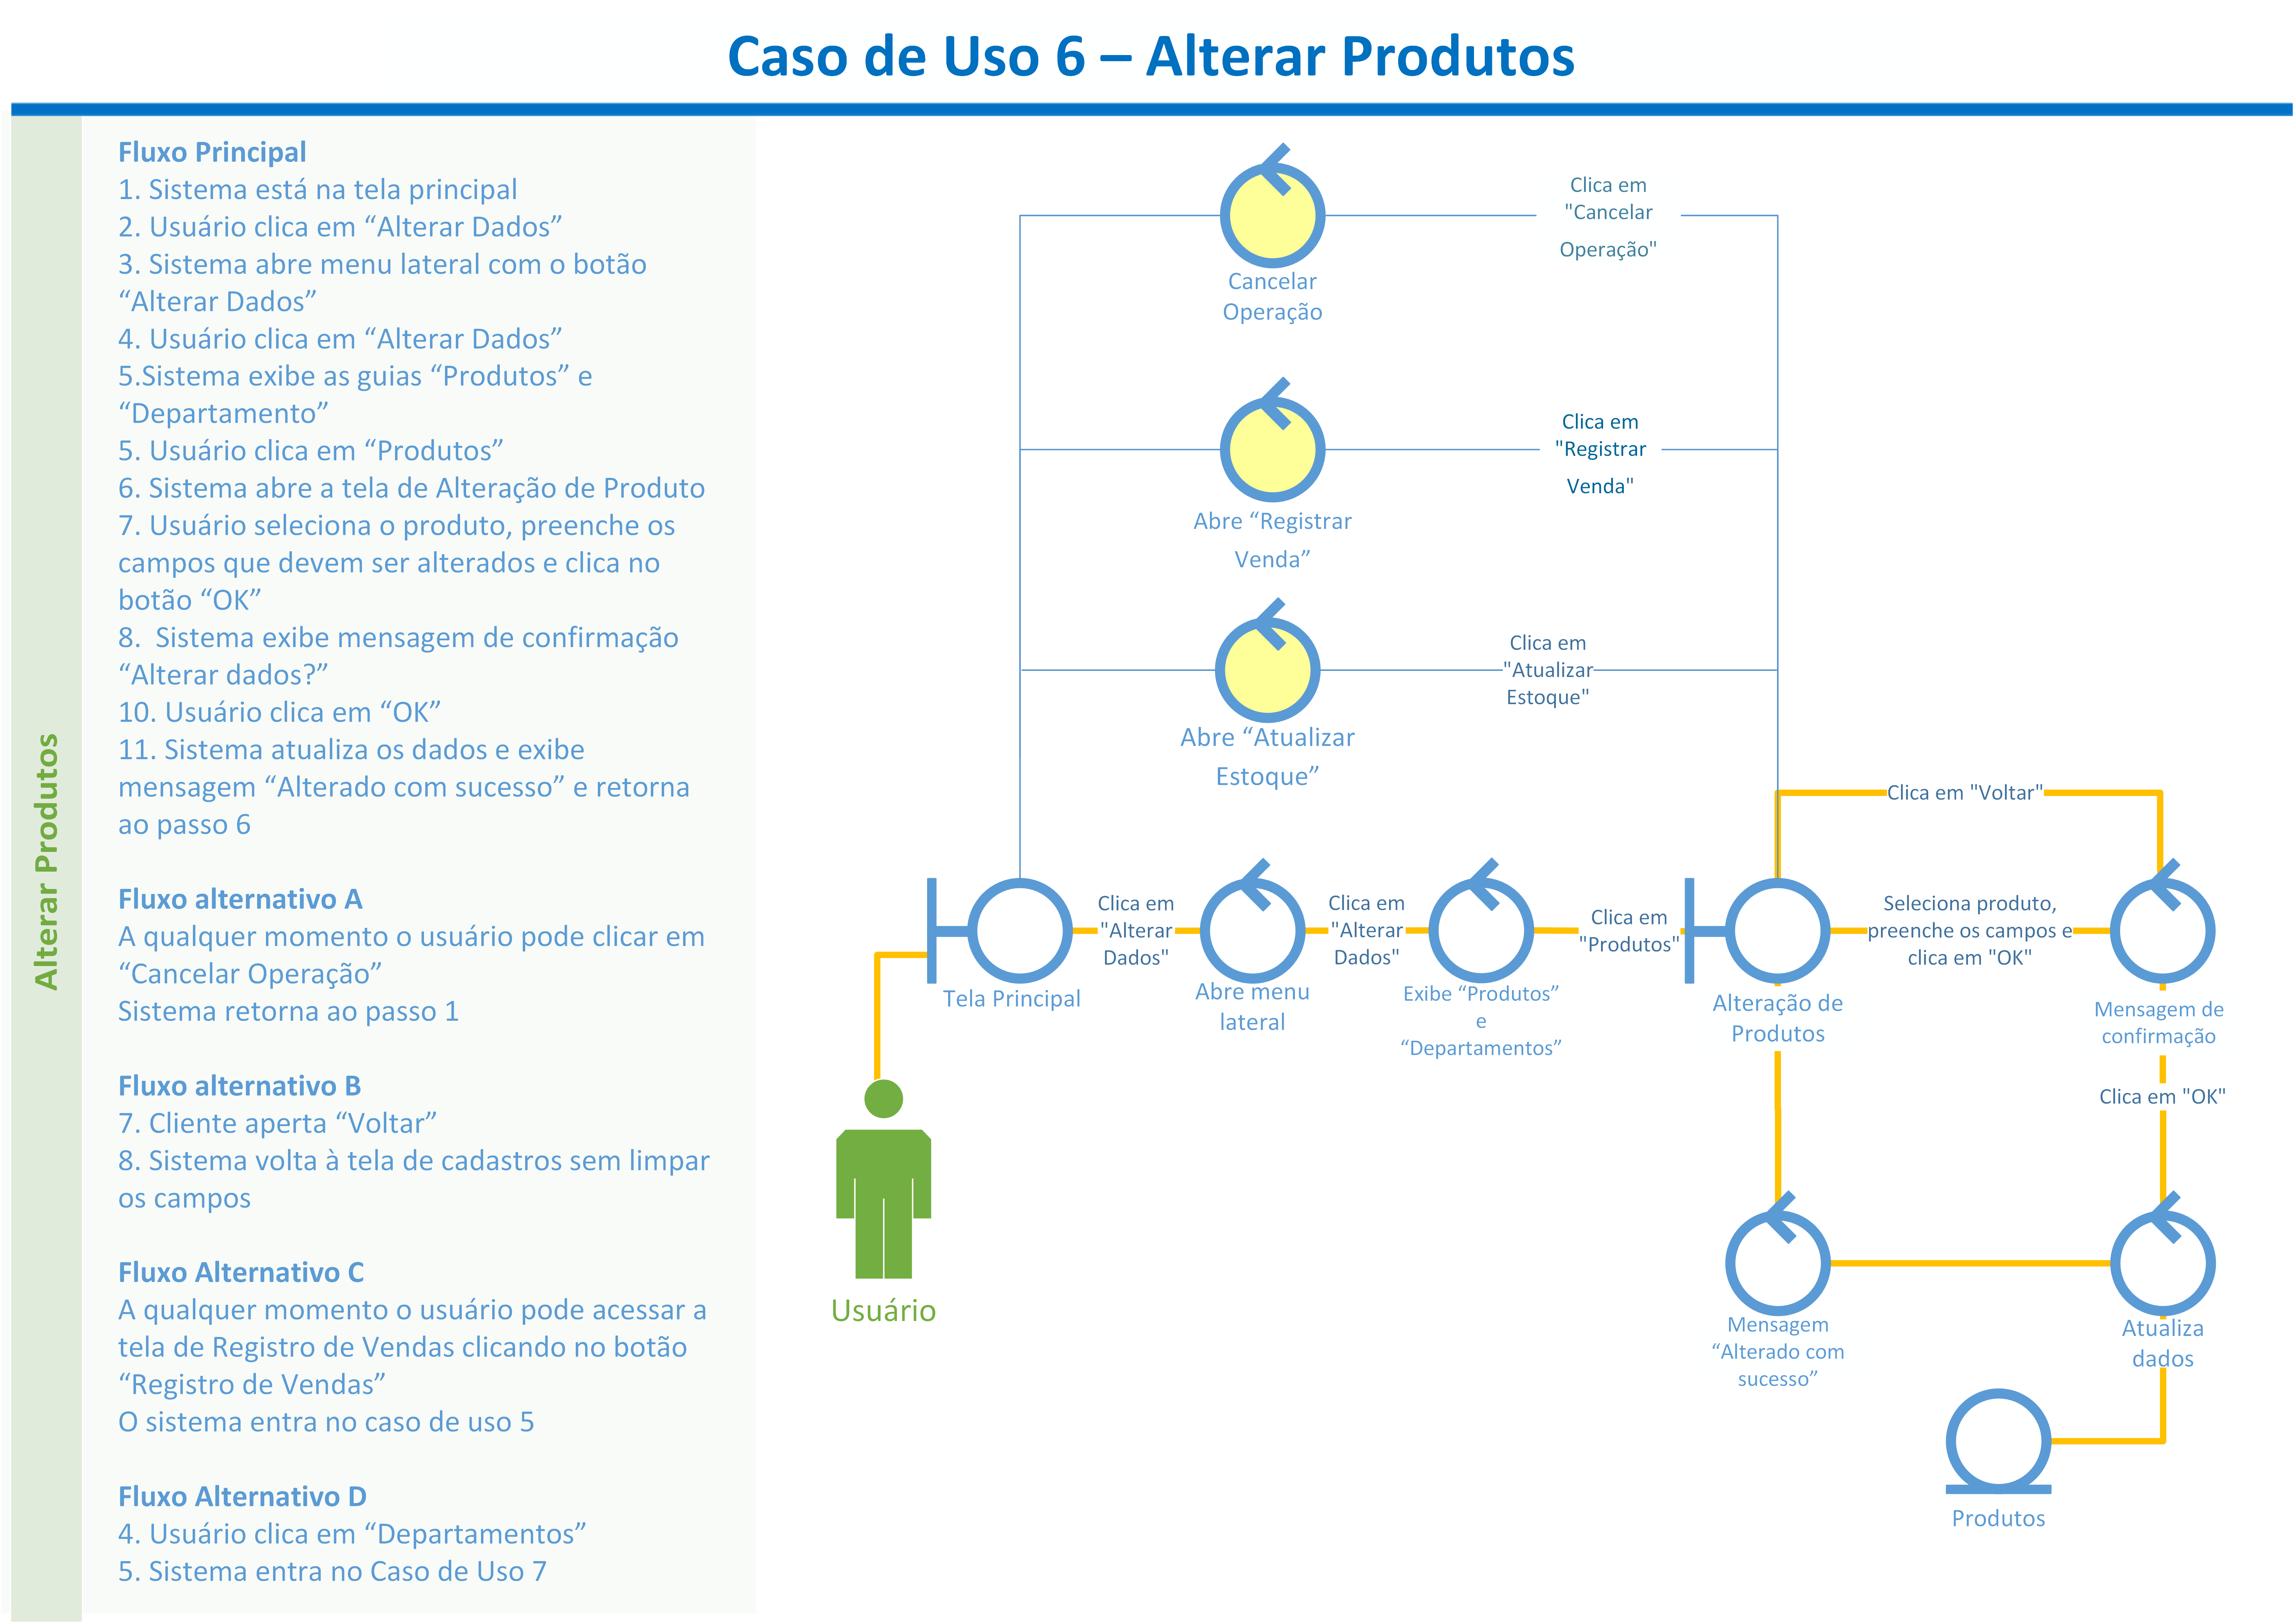 Caso de Uso 6 – Alterar Produtos
Alterar Produtos
Fluxo Principal
1. Sistema está na tela principal
2. Usuário clica em “Alterar Dados”
3. Sistema abre menu lateral com o botão
“Alterar Dados”
4. Usuário clica em “Alterar Dados”
5.Sistema exibe as guias “Produtos” e
“Departamento”
5. Usuário clica em “Produtos”
6. Sistema abre a tela de Alteração de Produto
7. Usuário seleciona o produto, preenche os
campos que devem ser alterados e clica no
botão “OK”
8.  Sistema exibe mensagem de confirmação
“Alterar dados?”
10. Usuário clica em “OK”
11. Sistema atualiza os dados e exibe
mensagem “Alterado com sucesso” e retorna
ao passo 6
Fluxo alternativo A
A qualquer momento o usuário pode clicar em
“Cancelar Operação”
Sistema retorna ao passo 1
Fluxo alternativo B
7. Cliente aperta “Voltar”
8. Sistema volta à tela de cadastros sem limpar
os campos
Fluxo Alternativo C
A qualquer momento o usuário pode acessar a
tela de Registro de Vendas clicando no botão
“Registro de Vendas”
O sistema entra no caso de uso 5
Fluxo Alternativo D
4. Usuário clica em “Departamentos”
5. Sistema entra no Caso de Uso 7
Cancelar
Operação
Clica em
"Cancelar
Operação"
Abre “Registrar
Venda”
Clica em
"Registrar
Venda"
Abre “Atualizar
Estoque”
Clica em
"Atualizar
Estoque"
Clica em "Voltar"
Tela Principal
Clica em
"Alterar
Dados"
Abre menu
lateral
Clica em
"Alterar
Dados"
Exibe “Produtos”
e
“Departamentos”
Clica em
"Produtos"
Alteração de
Produtos
Seleciona produto,
preenche os campos e
clica em "OK"
Mensagem de
confirmação
Clica em "OK"
Usuário
Mensagem
“Alterado com
sucesso”
Atualiza
dados
Produtos